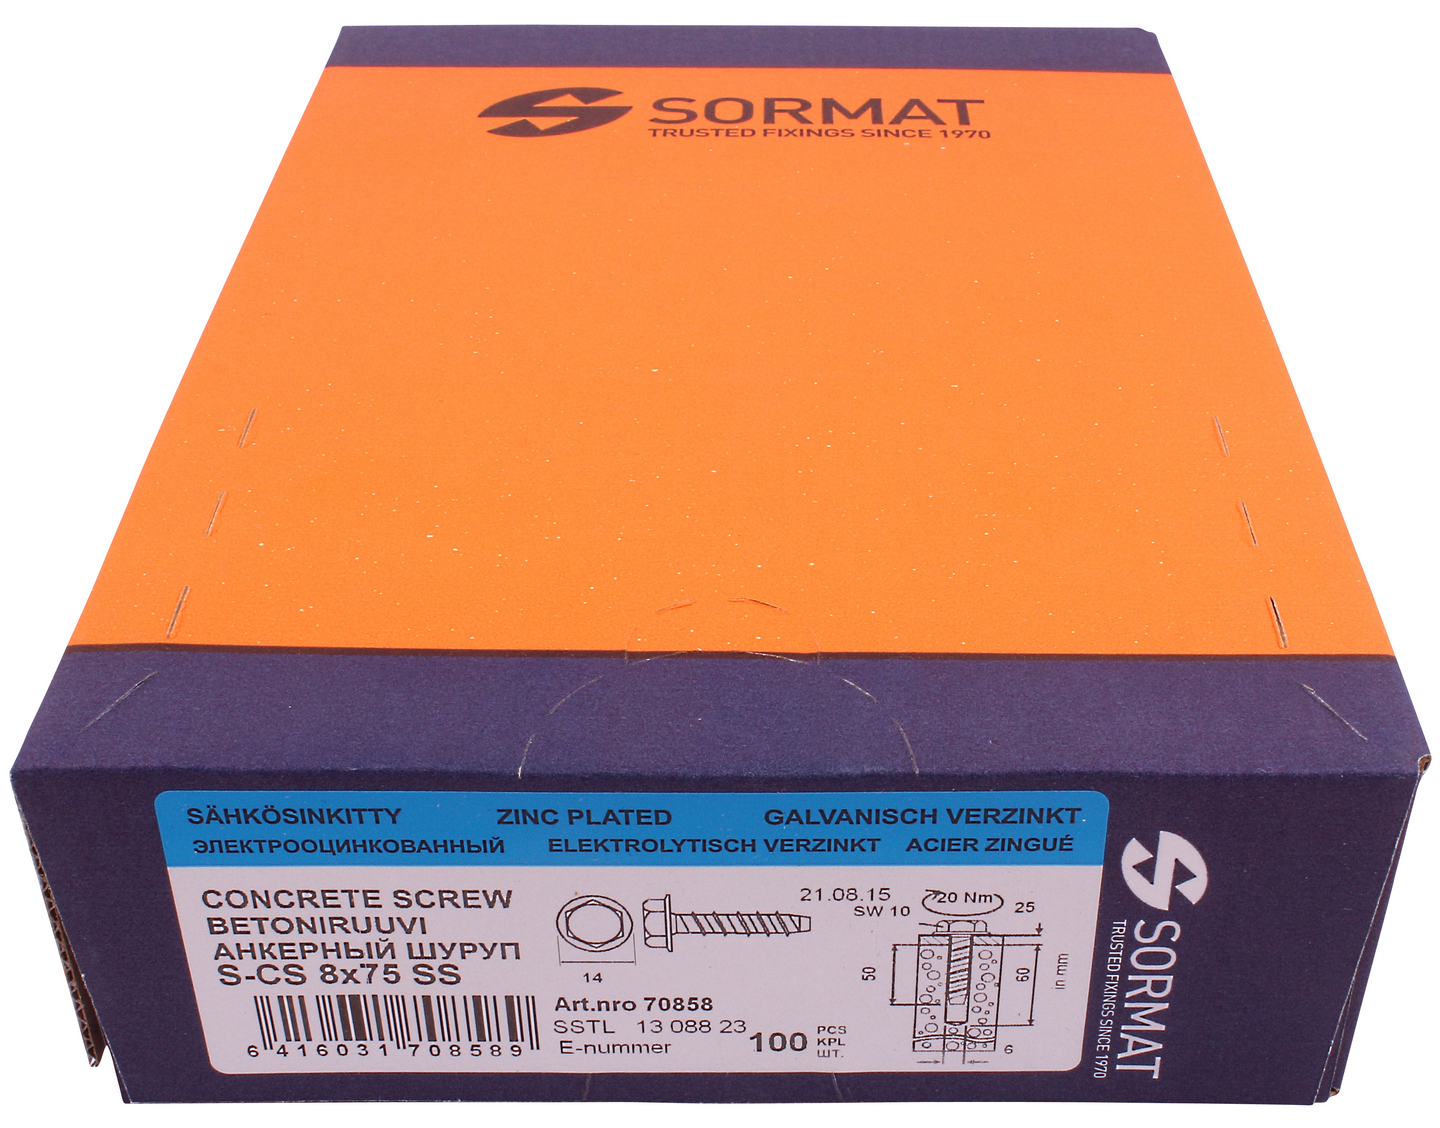 SORMAT
TRUSTED FIXINGS SINCE 1970
SÄHKÖSINKITTY ZINC PLATED GALVANISCH VERZINKT
ЭЛЕКТРООЦИНКОВАННЫЙ ELEKTROLYTISCH VERZINKT ACIER ZINGUÉ
CONCRETE SCREW
BETONIRUUVI
АНКЕРНЫЙ ШУРУП
S-CS 8x75 SS
6 416031 708589
14
Art.nro 70858
SSTL 13 088 23
E-nummer
100 PCS
KPL
ШТ.
21.08.15
SW 10
20 Nm
25
50
60
in mm
6
SORMAT
TRUSTED FIXINGS SINCE 1970